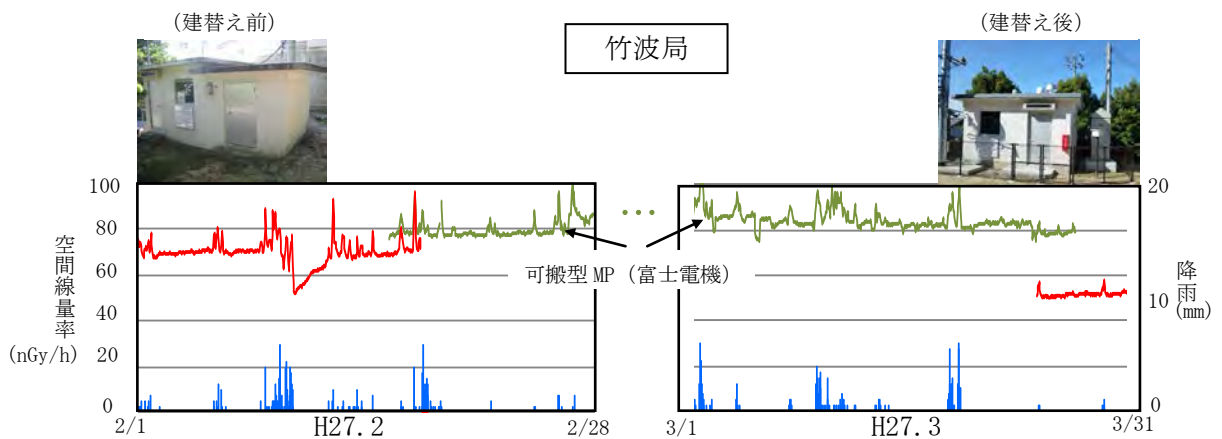 (建替え前)
竹波局
(建替え後)
100
80
60
40
20
0
空間線量率
(nGy/h)
・・・
可搬型 MP (富士電機)
20
10
0
降雨
(mm)
2/1
H27.2
2/28
3/1
H27.3
3/31